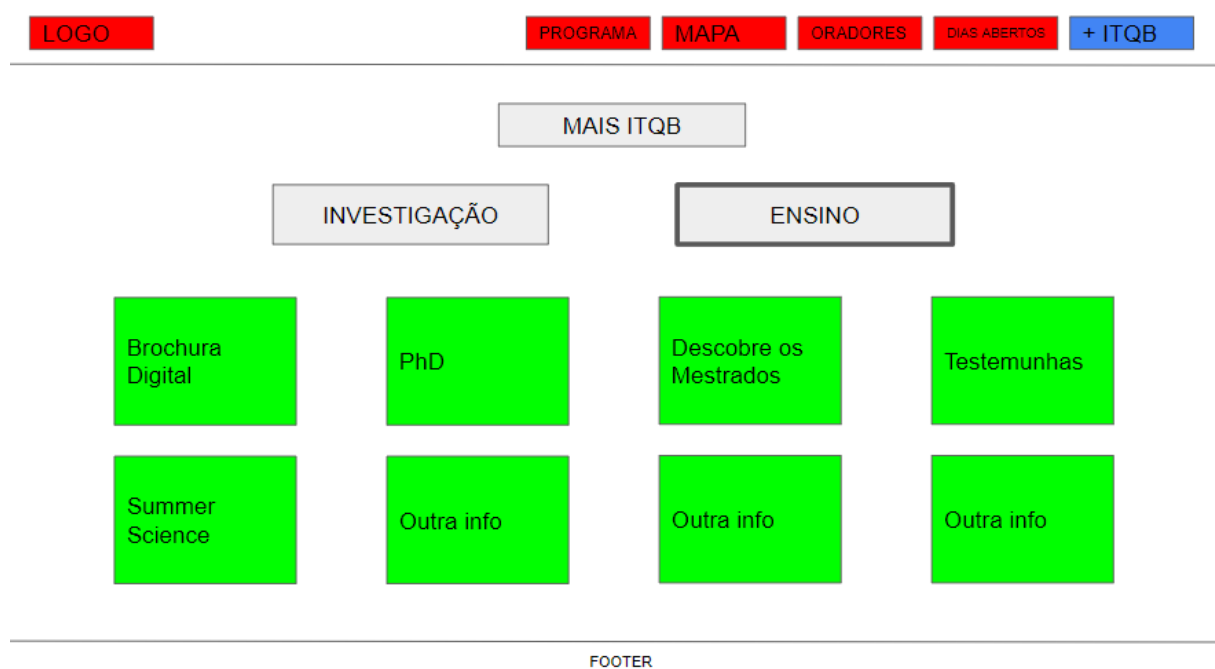 LOGO
PROGRAMA
MAPA
ORADORES
DIAS ABERTOS
+ ITQB
MAIS ITQB
INVESTIGAÇÃO
ENSINO
Brochura
Digital
PhD
Descobre os
Mestrados
Testemunhas
Summer
Science
Outra info
Outra info
Outra info
FOOTER